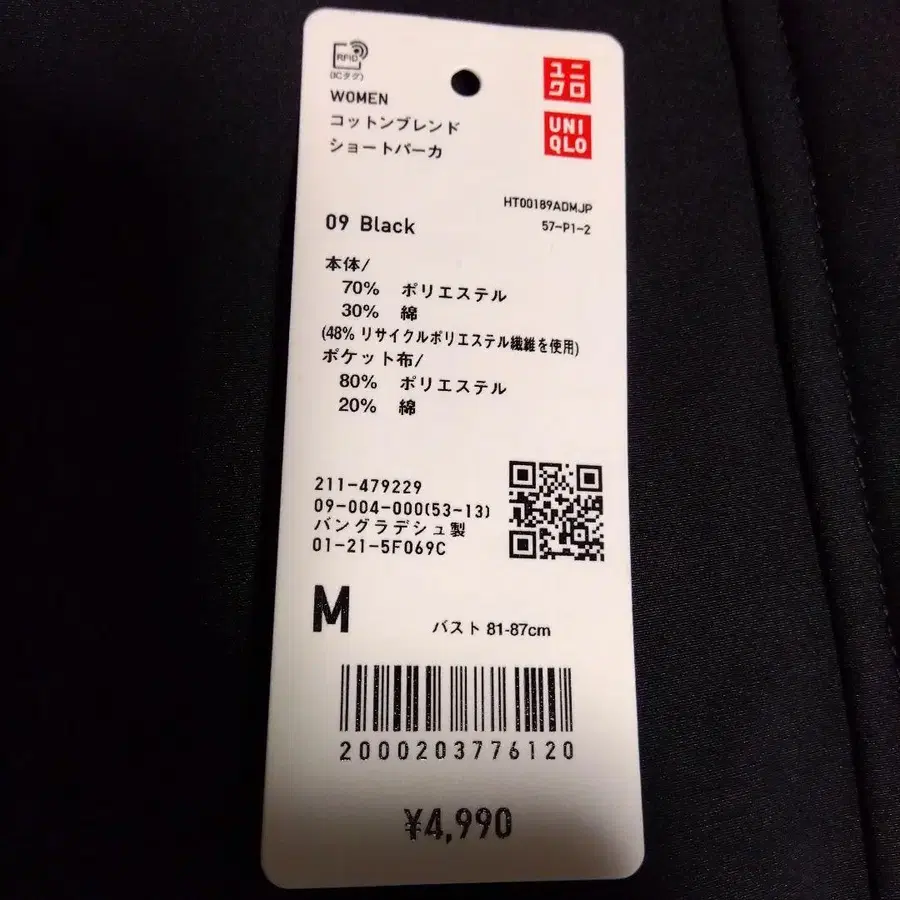 RFID
(ICタグ)
WOMEN
コットンブレンド
ショートパーカ
ユニ
クロ
UNI
QLO
HT00189ADMJP
57-P1-2
09 Black
本体/
70% ポリエステル
30% 綿
(48% リサイクルポリエステル繊維を使用)
ポケット布/
80% ポリエステル
20% 綿
211-479229
09-004-000(53-13)
バングラデシュ製
01-21-5F069C
M
バスト 81-87cm
2000203776120
¥4,990